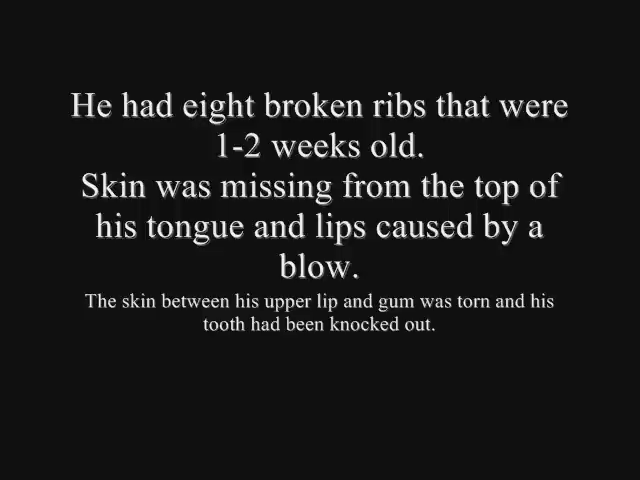 He had eight broken ribs that were
1-2 weeks old.
Skin was missing from the top of
his tongue and lips caused by a
blow.
The skin between his upper lip and gum was torn and his
tooth had been knocked out.